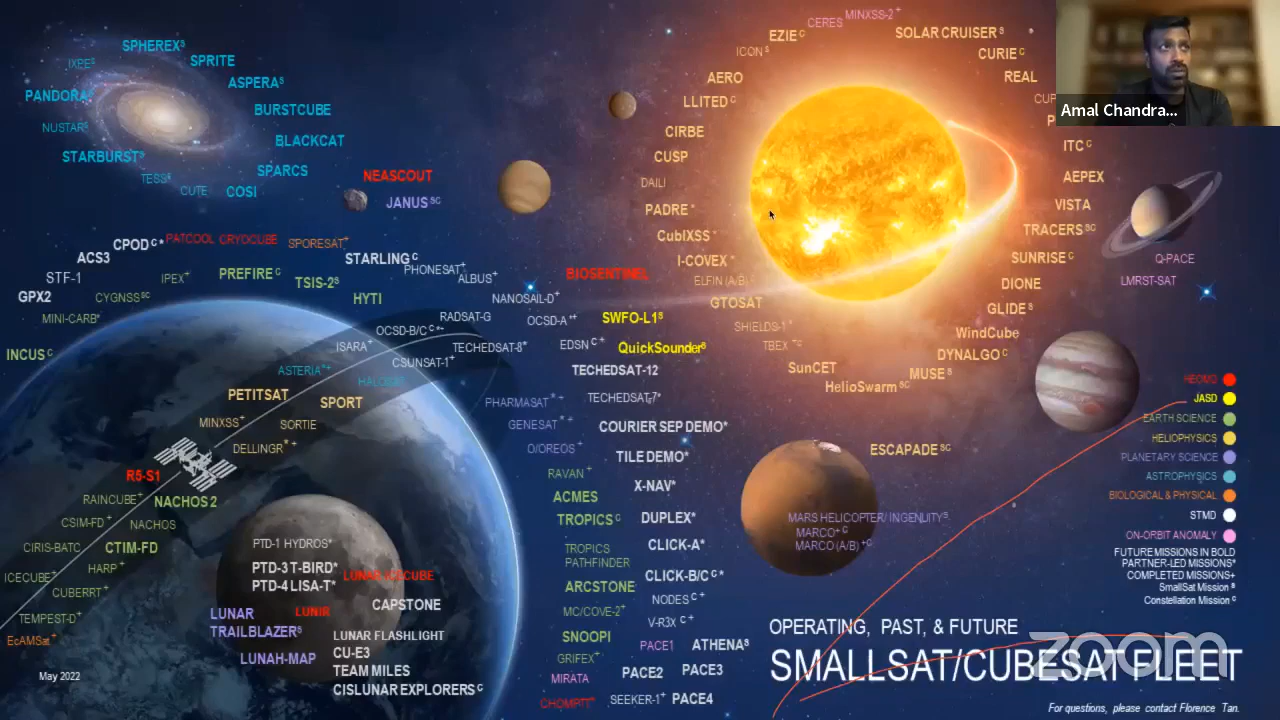 SPHEREX S
IXPE S
SPRITE
PANDORA S
ASPERA S
NUSTAR S
BURSTCUBE
STARBURST S
BLACKCAT
TESS S
SPARCS
CUTE
COSI
NEASCOUT
JANUS SC
CERES
MINXSS-2 +
EZIE C
SOLAR CRUISER S
ICON S
CURIE C
AERO
REAL
LLITED C
CUP
Amal Chandra...
CIRBE
ITC C
CUSP
AEPEX
DAILI
VISTA
PADRE *
TRACERS SC
CubIXSS
SUNRISE C
I-COVEX *
DIONE
ELFIN (A/B)
GLIDE S
GTOSAT
WindCube
SHIELDS-1 +
DYNALGO C
TBEX +C
MUSE S
SunCET
HelioSwarm SC
ESCAPADE SC
Q-PACE
LMRST-SAT
CPOD C *
PATCOOL
CRYOCUBE
SPORESAT +
ACS3
STARLING C
STF-1
IPEX +
PREFIRE C
TSIS-2 S
PHONESAT +
ALBUS +
GPX2
CYGNSS SC
HYTI
NANOSAIL-D +
BIOSENTINEL
MINI-CARB *
RADSAT-G
OCSD-A *+
SWFO-L1 S
OCSD-B/C C *+
INCUS C
ISARA +
TECHEDSAT-8 *
EDSN C +
QuickSounder S
ASTERIA *+
CSUNSAT-1 +
TECHEDSAT-12
HALOSAT
PETITSAT
SPORT
PHARMASAT * +
TECHEDSAT-7 *
MINXSS +
SORTIE
GENESAT * +
COURIER SEP DEMO*
DELLINGR * +
O/OREOS +
TILE DEMO*
R5-S1
RAVAN +
X-NAV*
RAINCUBE +
NACHOS 2
ACMES
CSIM-FD +
NACHOS
TROPICS C
DUPLEX*
CIRIS-BATC
CTIM-FD
PTD-1 HYDROS*
TROPICS
PATHFINDER
CLICK-A*
HARP +
PTD-3 T-BIRD*
PTD-4 LISA-T*
LUNAR ICECUBE
CLICK-B/C C *
ICECUBE +
ARCSTONE
CUBERRT +
CAPSTONE
NODES C +
TEMPEST-D +
LUNAR
TRAILBLAZER S
LUNIR
MC/COVE-2 +
V-R3X C +
EcAMSat +
LUNAR FLASHLIGHT
SNOOPI
PACE1
ATHENA S
LUNAH-MAP
CU-E3
GRIFEX +
TEAM MILES
MIRATA
PACE2
PACE3
CISLUNAR EXPLORERS C
CHOMPTT *
SEEKER-1 +
PACE4
May 2022
MARS HELICOPTER/ INGENUITY S
MARCO + C
MARCO (A/B) +C
HEOMD
JASD
EARTH SCIENCE
HELIOPHYSICS
PLANETARY SCIENCE
ASTROPHYSICS
BIOLOGICAL & PHYSICAL
STMD
ON-ORBIT ANOMALY
FUTURE MISSIONS IN BOLD
PARTNER-LED MISSIONS*
COMPLETED MISSIONS+
SmallSat Mission S
Constellation Mission C
OPERATING, PAST, & FUTURE
SMALLSAT/CUBESAT FLEET
zoom
For questions, please contact Florence Tan.